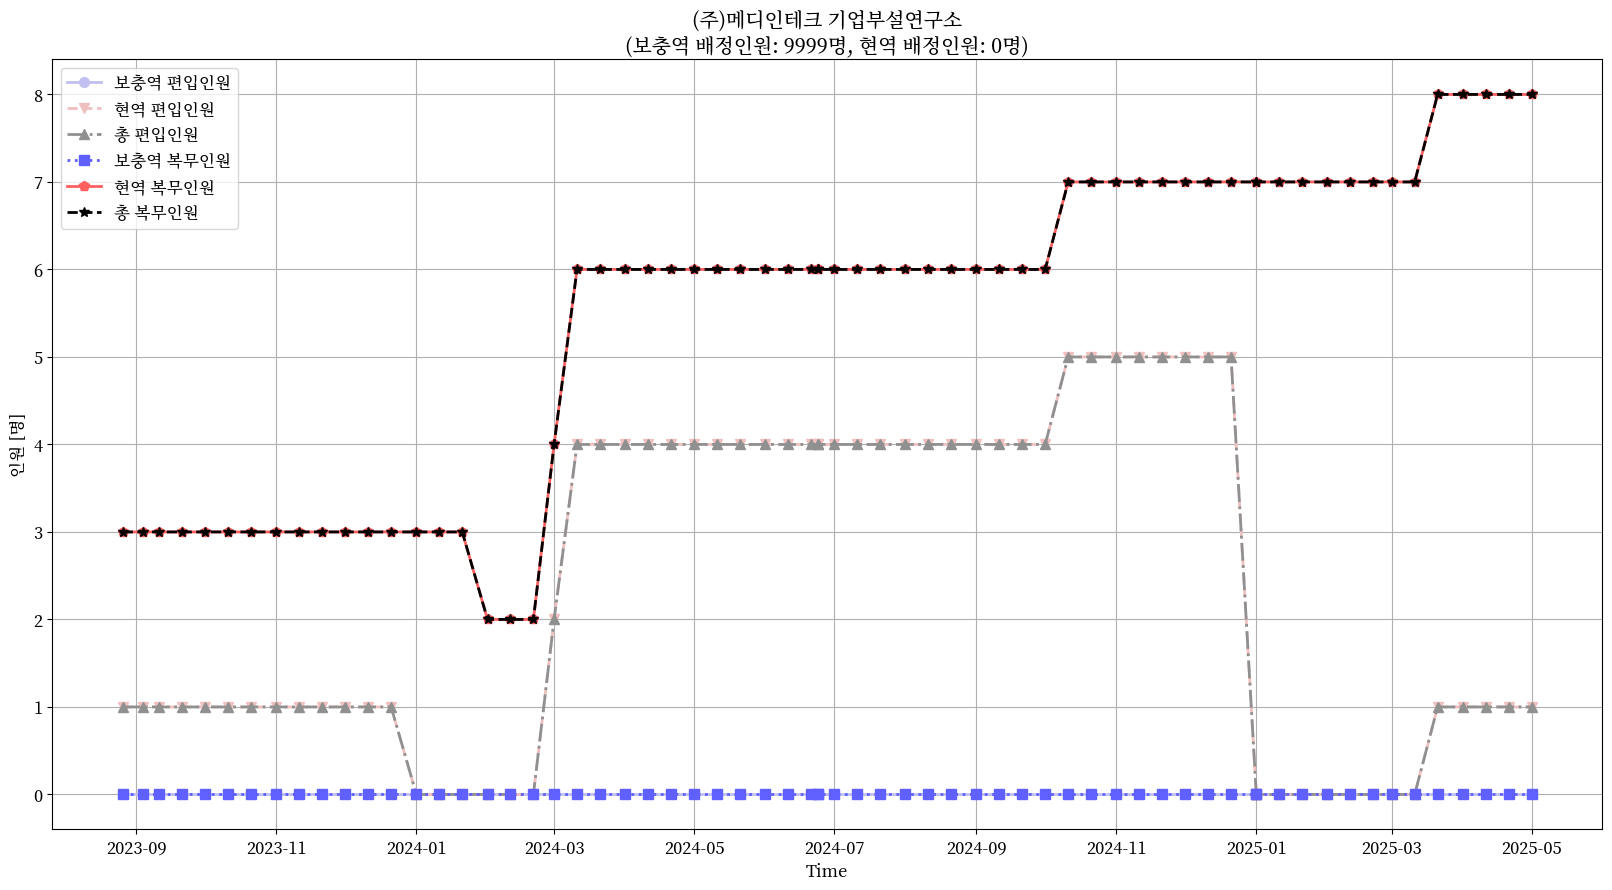 (주)메디인테크 기업부설연구소
(보충역 배정인원: 9999명, 현역 배정인원: 0명)
보충역 편입인원
현역 편입인원
총 편입인원
보충역 복무인원
현역 복무인원
총 복무인원
인원 [명]
8
7
6
5
4
3
2
1
0
2023-09 2023-11 2024-01 2024-03 2024-05 2024-07 2024-09 2024-11 2025-01 2025-03 2025-05
Time